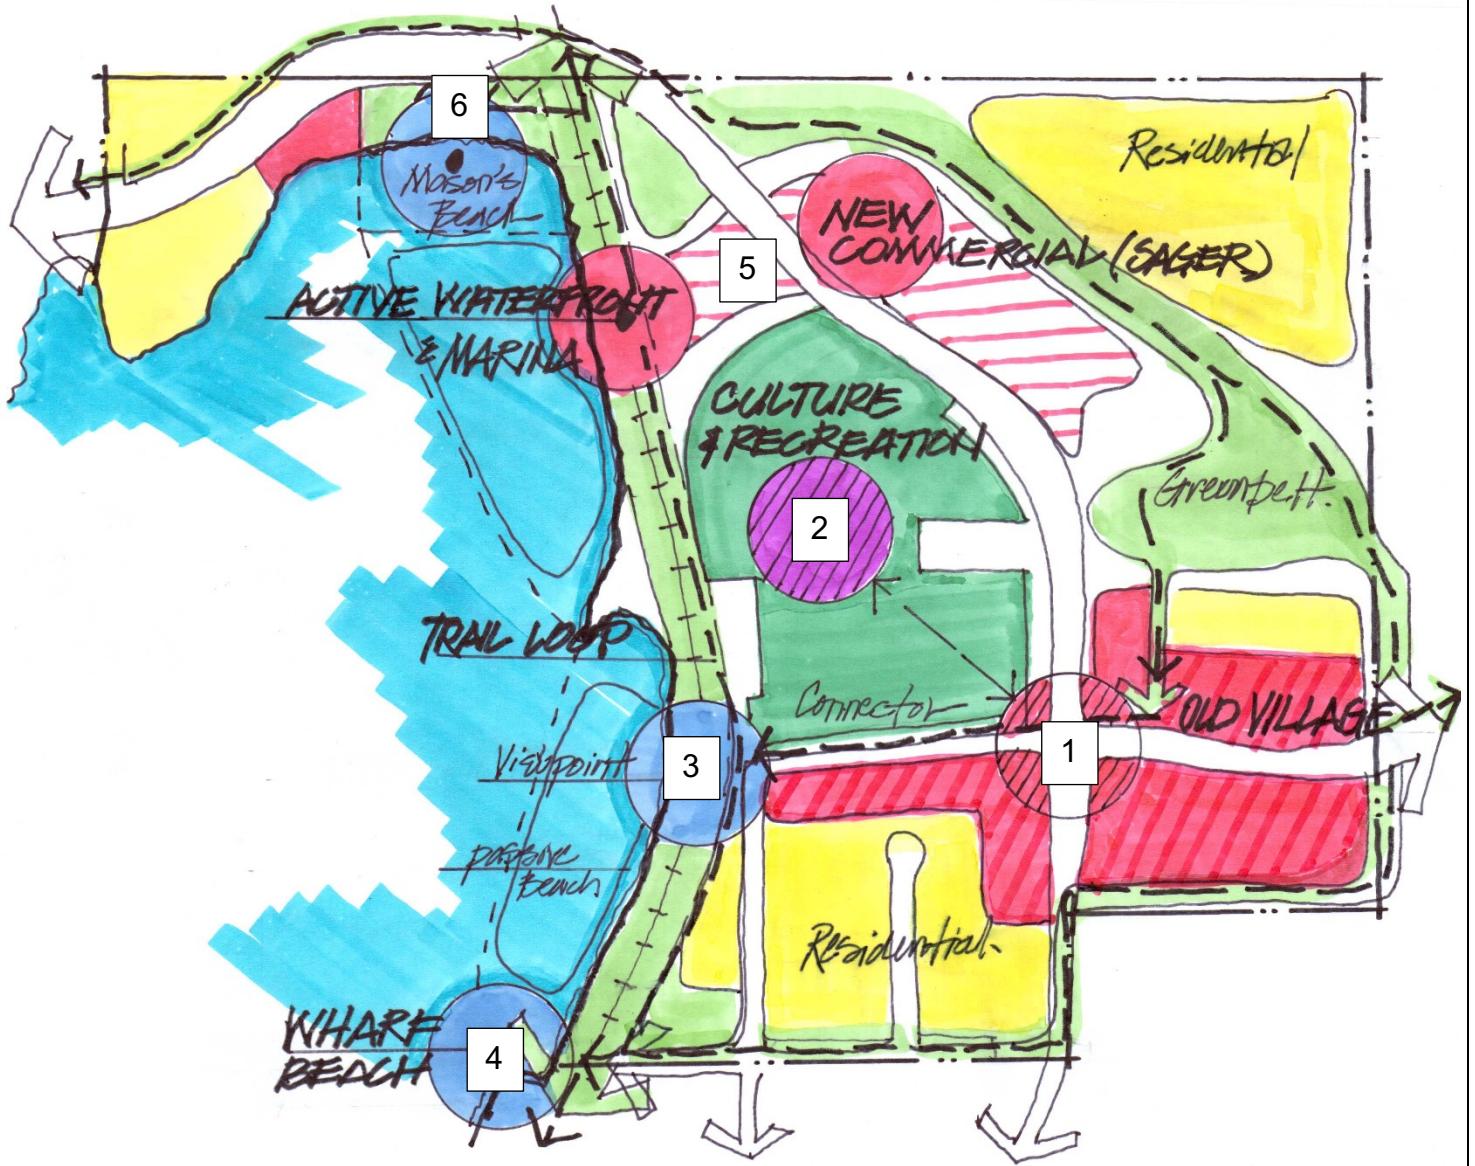 6
Mason's
Beach
Residential
NEW
COMMERCIAL (SAGER)
5
ACTIVE WATERFRONT
& MARINA
CULTURE
& RECREATION
Greenbelt
2
TRAIL LOOP
Connector
OLD VILLAGE
1
3
Viewpoint
passive
Beach
Residential
WHARF
BEACH
4